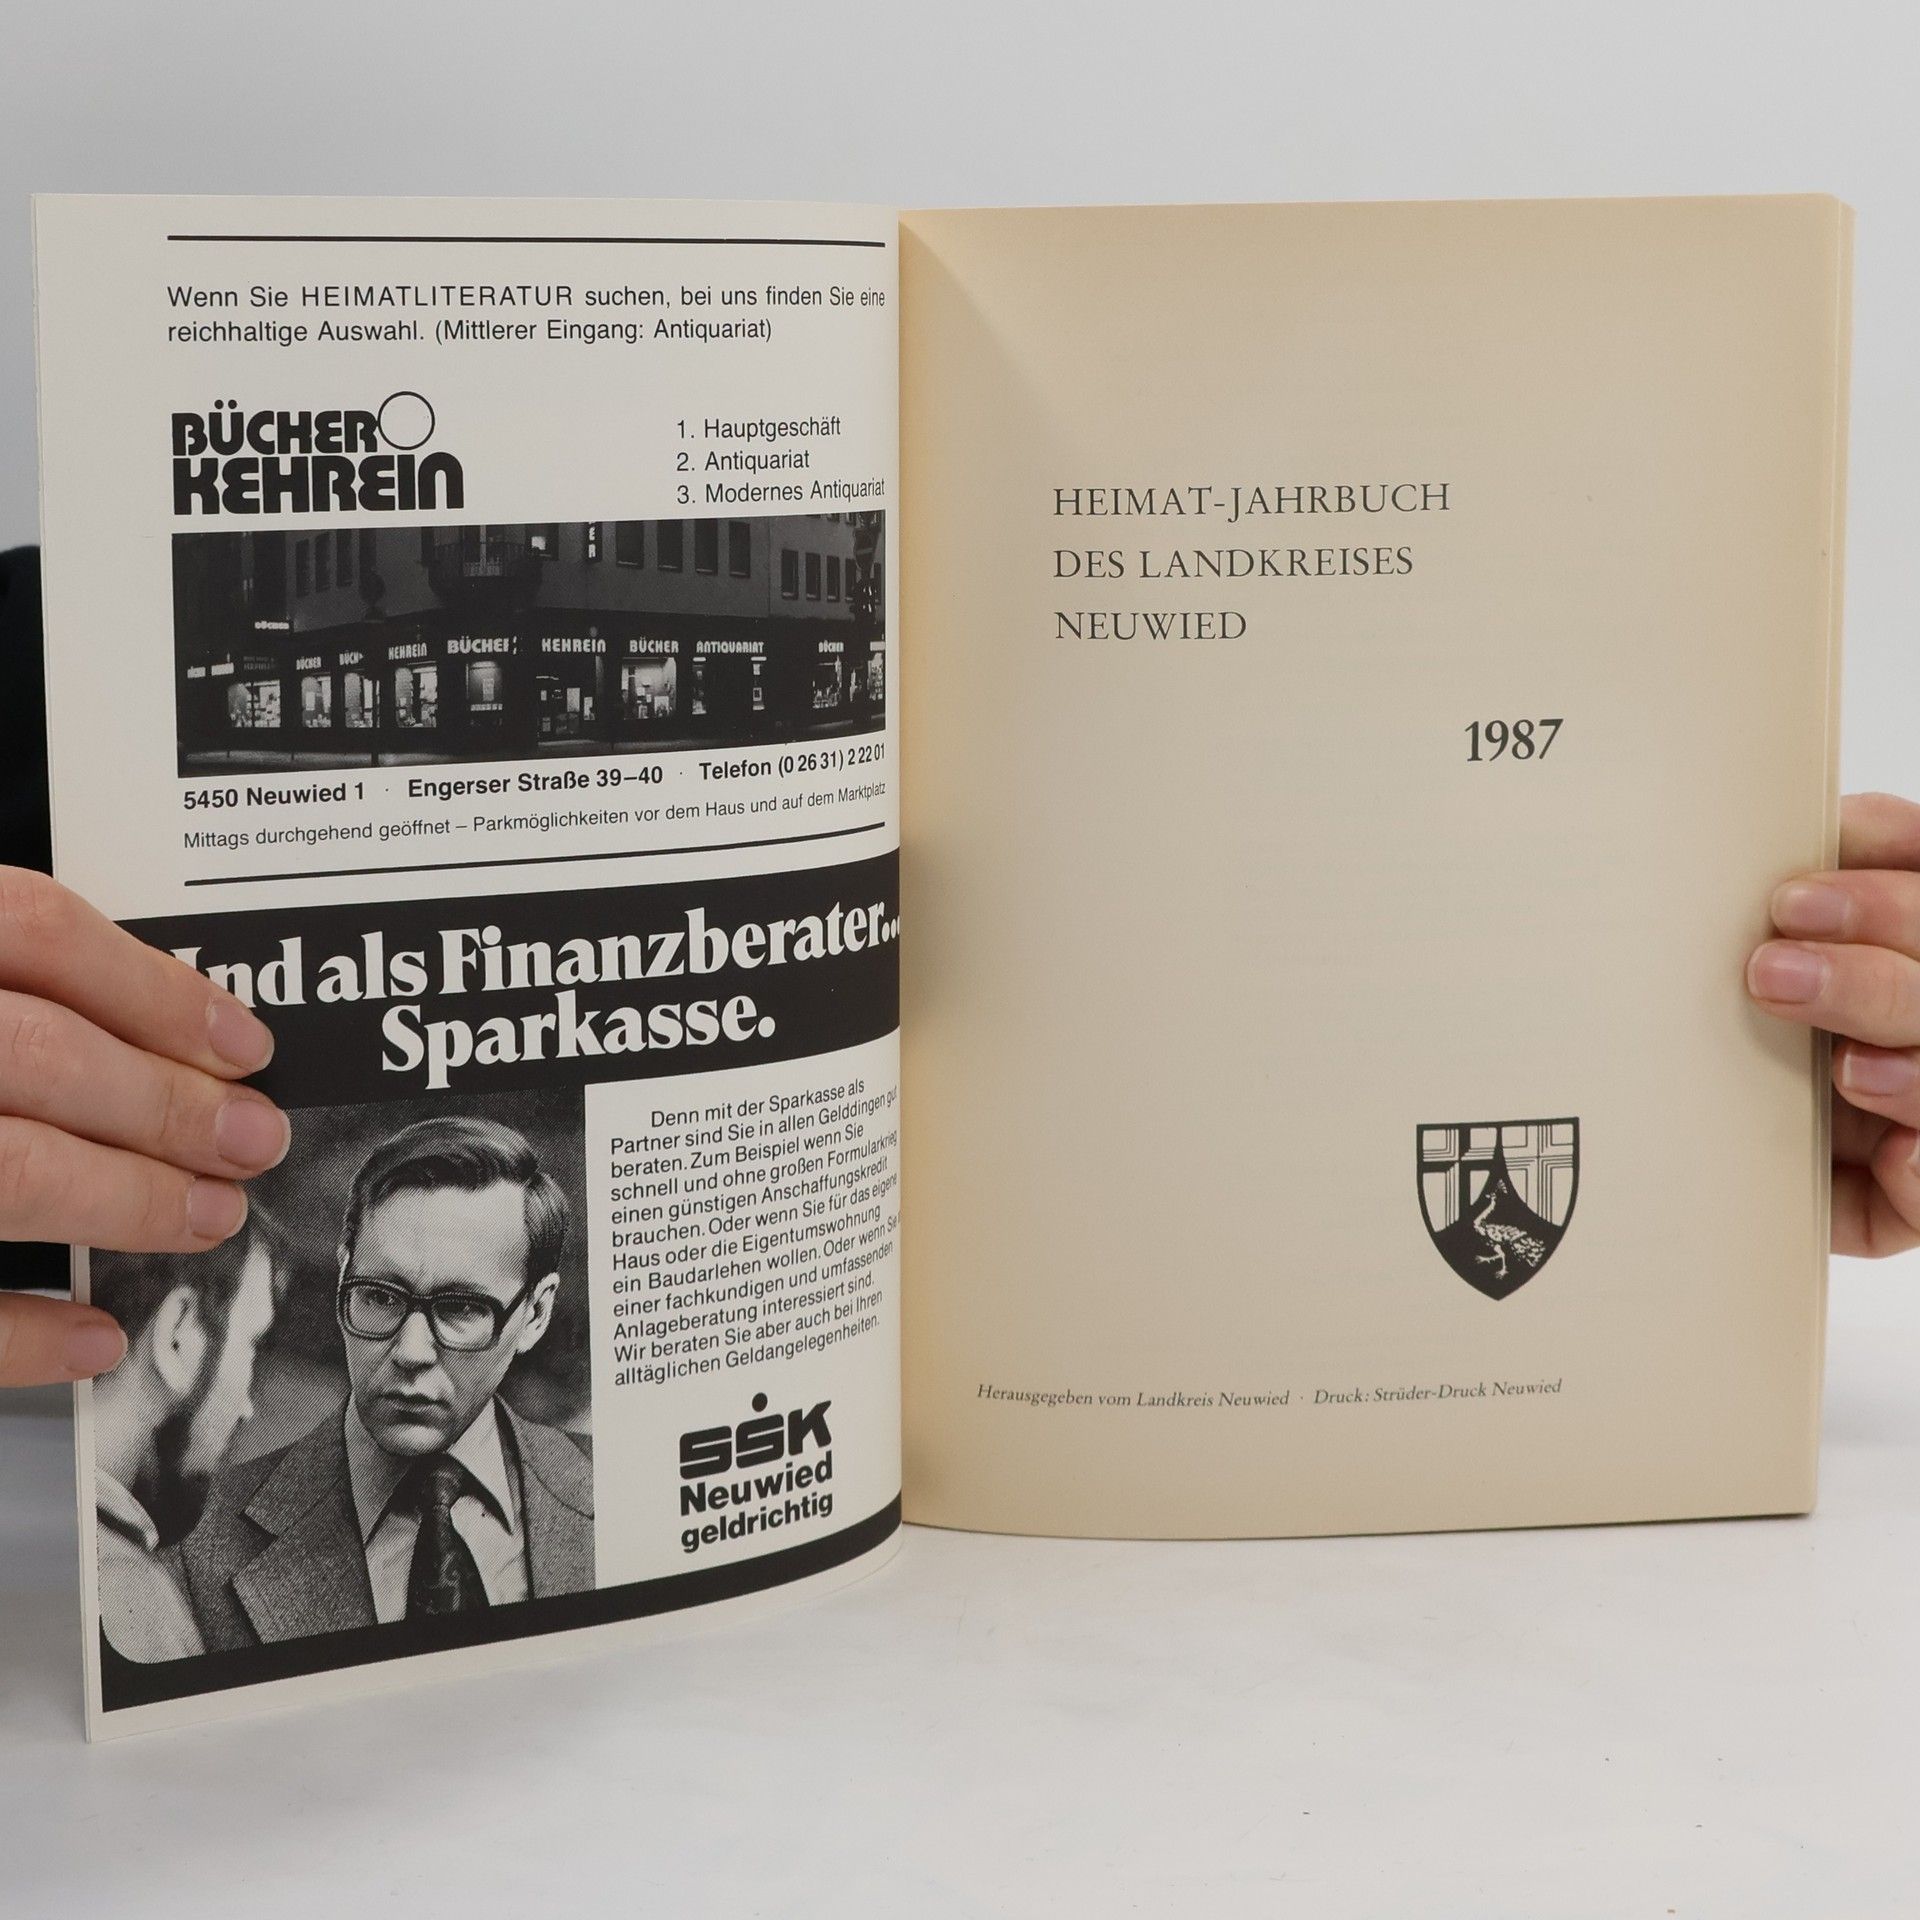 Wenn Sie HEIMATLITERATUR suchen, bei uns finden Sie eine
reichhaltige Auswahl. (Mittlerer Eingang: Antiquariat)
BÜCHER
KEHREIN
1. Hauptgeschäft
2. Antiquariat
3. Modernes Antiquariat
BÜCHER KEHREIN BÜCHER KEHREIN BÜCHER ANTIQUARIAT BÜCHER
5450 Neuwied 1 · Engerser Straße 39–40 · Telefon (0 26 31) 2 22 01
Mittags durchgehend geöffnet – Parkmöglichkeiten vor dem Haus und auf dem Marktplatz
nd als Finanzberater...
Sparkasse.
Denn mit der Sparkasse als
Partner sind Sie in allen Gelddingen gut
beraten. Zum Beispiel wenn Sie
schnell und ohne großen Formularkrieg
einen günstigen Anschaffungskredit
brauchen. Oder wenn Sie für das eigene
Haus oder die Eigentumswohnung
ein Baudarlehen wollen. Oder wenn Sie
einer fachkundigen und umfassenden
Anlageberatung interessiert sind.
Wir beraten Sie aber auch bei Ihren
alltäglichen Geldangelegenheiten.
SSK
Neuwied
geldrichtig
HEIMAT-JAHRBUCH
DES LANDKREISES
NEUWIED
1987
Herausgegeben vom Landkreis Neuwied · Druck: Strüder-Druck Neuwied